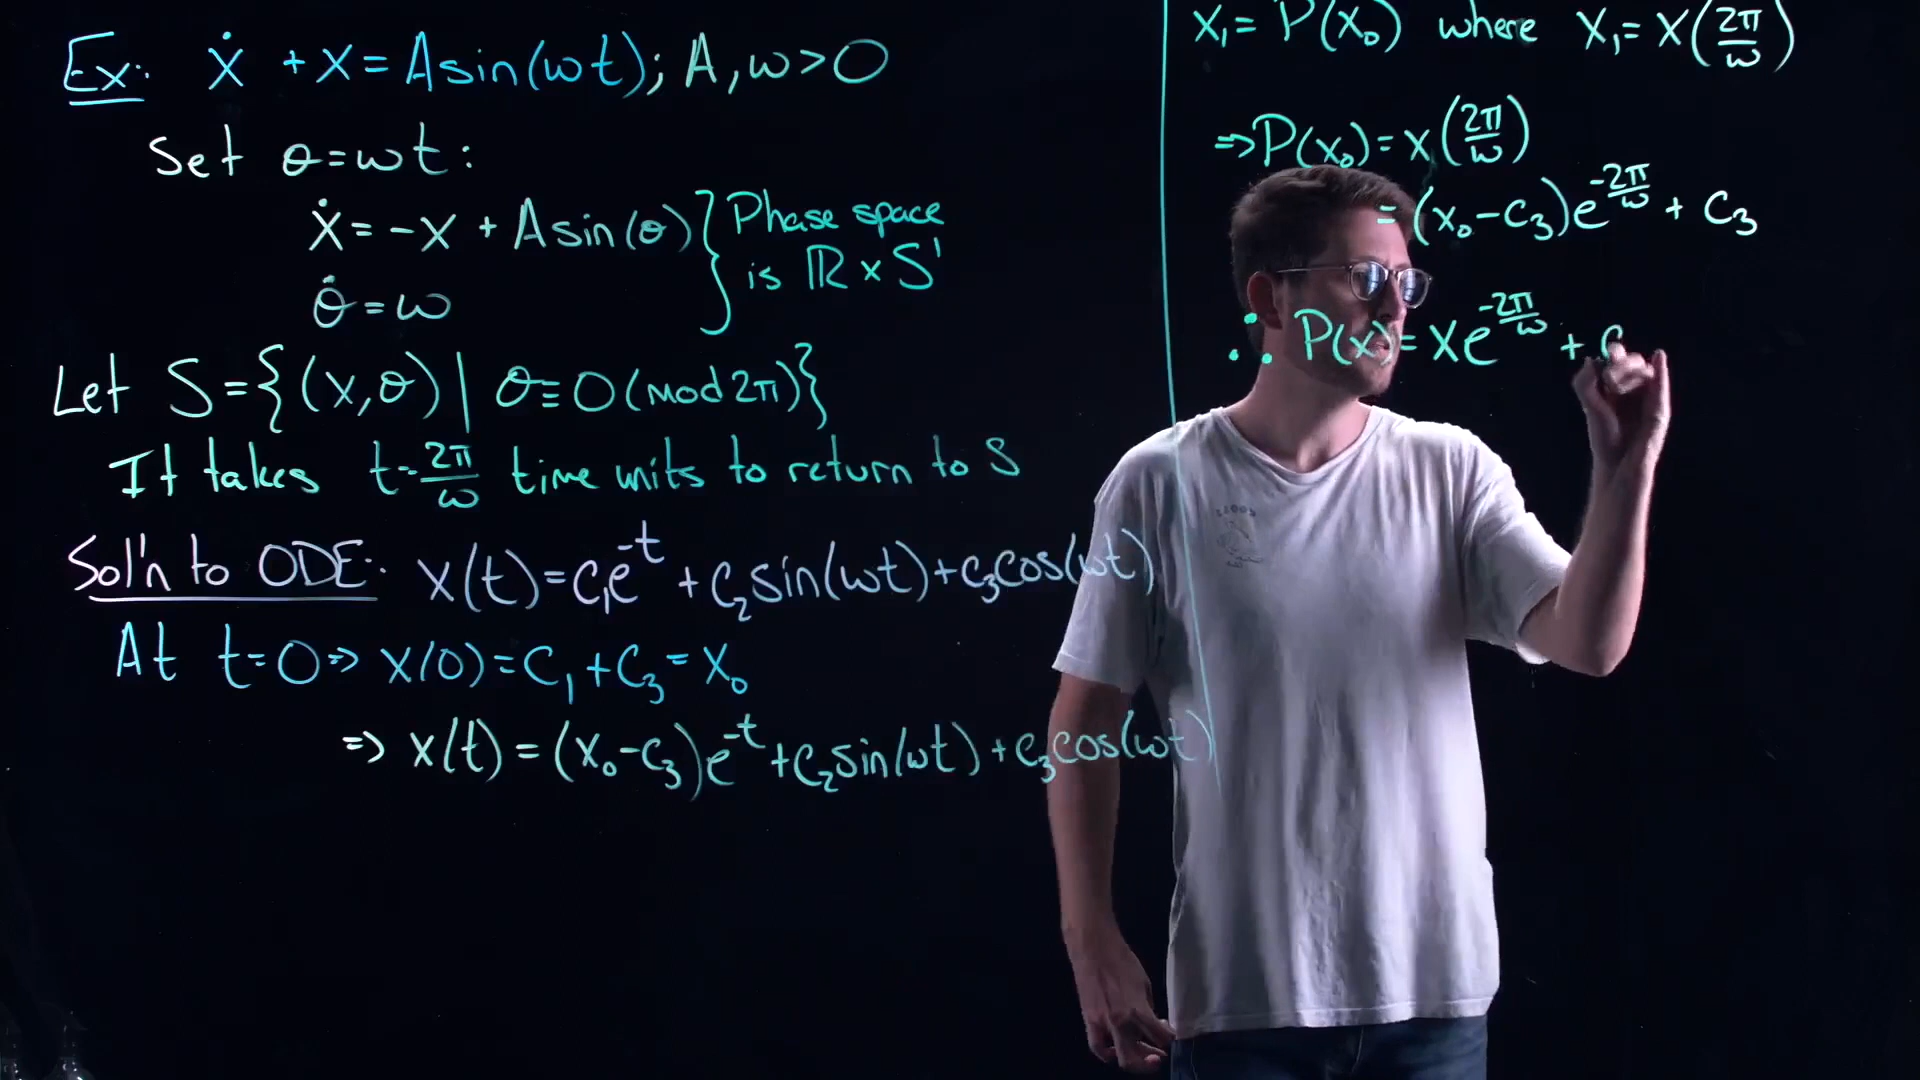 Ex: ẋ + x = Asin(ωt); A, ω > 0
Set θ = ωt:
ẋ = -x + Asin(θ)
θ̇ = ω
} Phase space
is ℝ × S¹
Let S = {(x,θ) | θ ≡ 0 (mod 2π)}
It takes t = 2π/ω time units to return to S
Sol'n to ODE: x(t) = c₁e^{-t} + c₂sin(ωt) + c₃cos(ωt)
At t = 0 ⇒ x(0) = c₁ + c₃ = x₀
⇒ x(t) = (x₀ - c₃)e^{-t} + c₂sin(ωt) + c₃cos(ωt)
x₁ = P(x₀) where x₁ = x(2π/ω)
⇒ P(x₀) = x(2π/ω)
= (x₀ - c₃)e^{-2π/ω} + c₃
∴ P(x) = xe^{-2π/ω} +